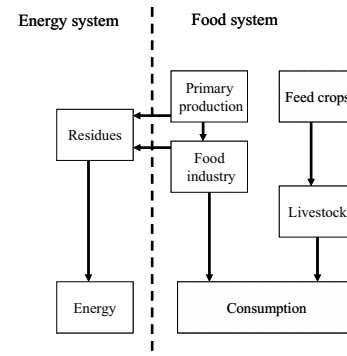 Energy system
Food system
Primary
production
Feed crops
Residues
Food
industry
Livestock
Energy
Consumption